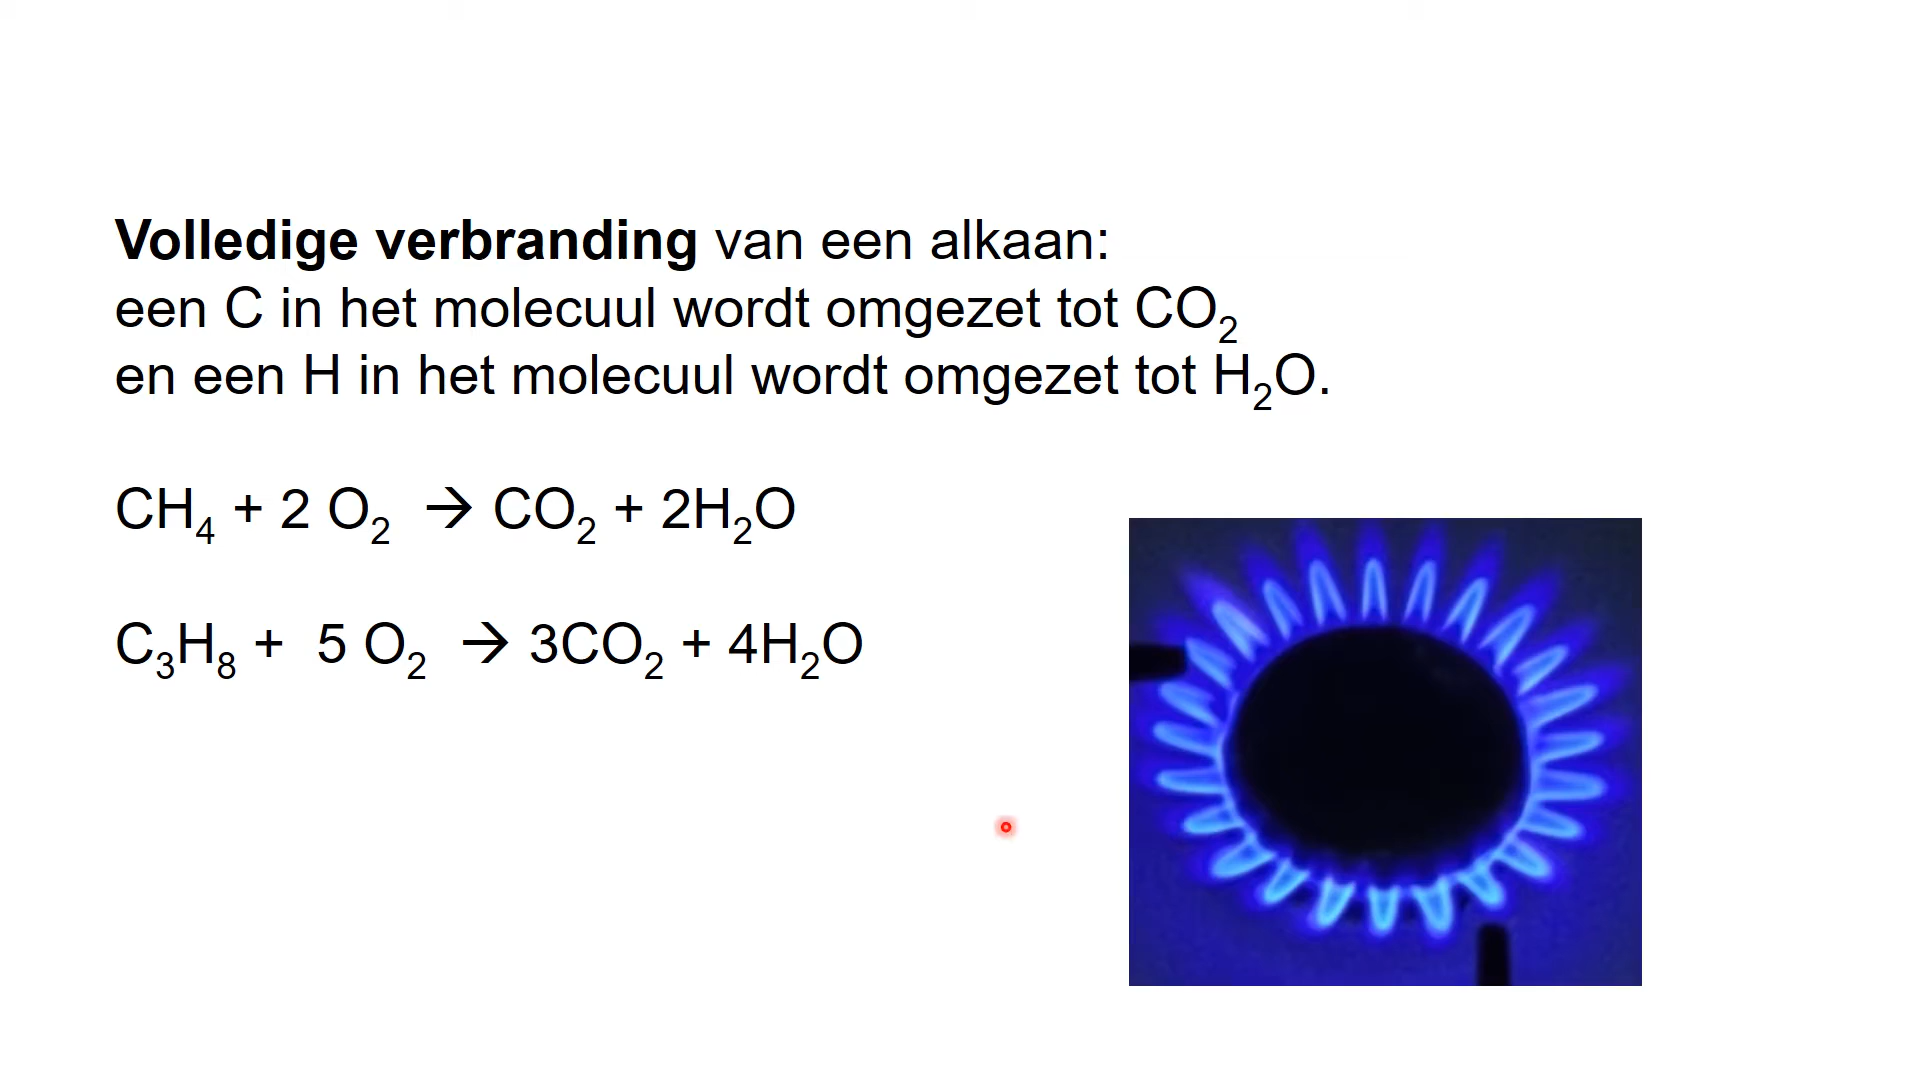 Volledige verbranding van een alkaan:
een C in het molecuul wordt omgezet tot CO₂
en een H in het molecuul wordt omgezet tot H₂O.
CH₄ + 2 O₂ → CO₂ + 2H₂O
C₃H₈ + 5 O₂ → 3CO₂ + 4H₂O